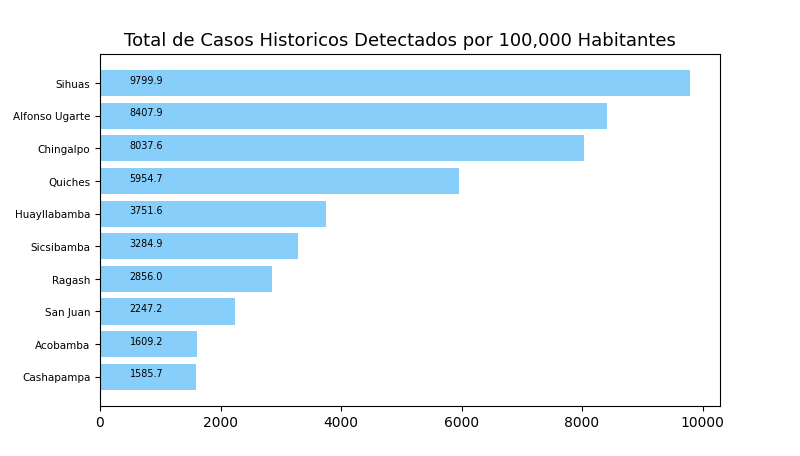 Total de Casos Historicos Detectados por 100,000 Habitantes
Sihuas 9799.9
Alfonso Ugarte 8407.9
Chingalpo 8037.6
Quiches 5954.7
Huayllabamba 3751.6
Sicsibamba 3284.9
Ragash 2856.0
San Juan 2247.2
Acobamba 1609.2
Cashapampa 1585.7
0 2000 4000 6000 8000 10000